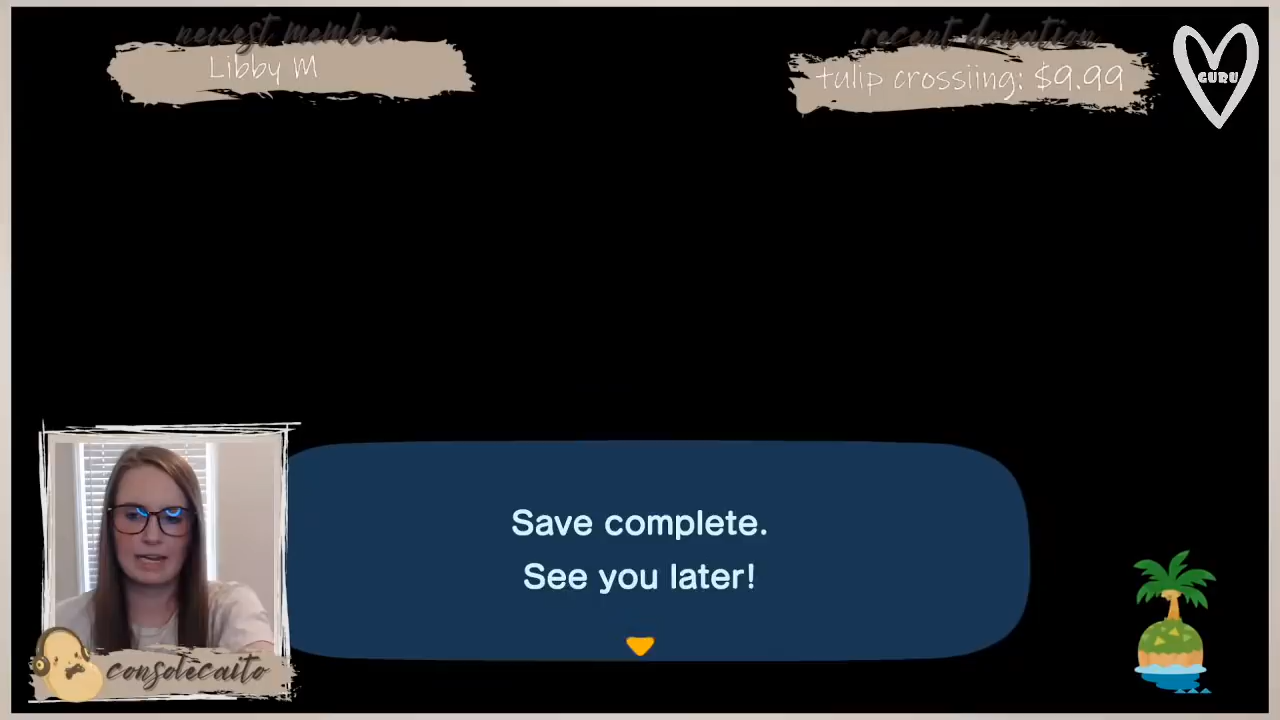 newest member
Libby M
recent donation
tulip crossiing: $9.99
GURU
Save complete.
See you later!
consolecaito